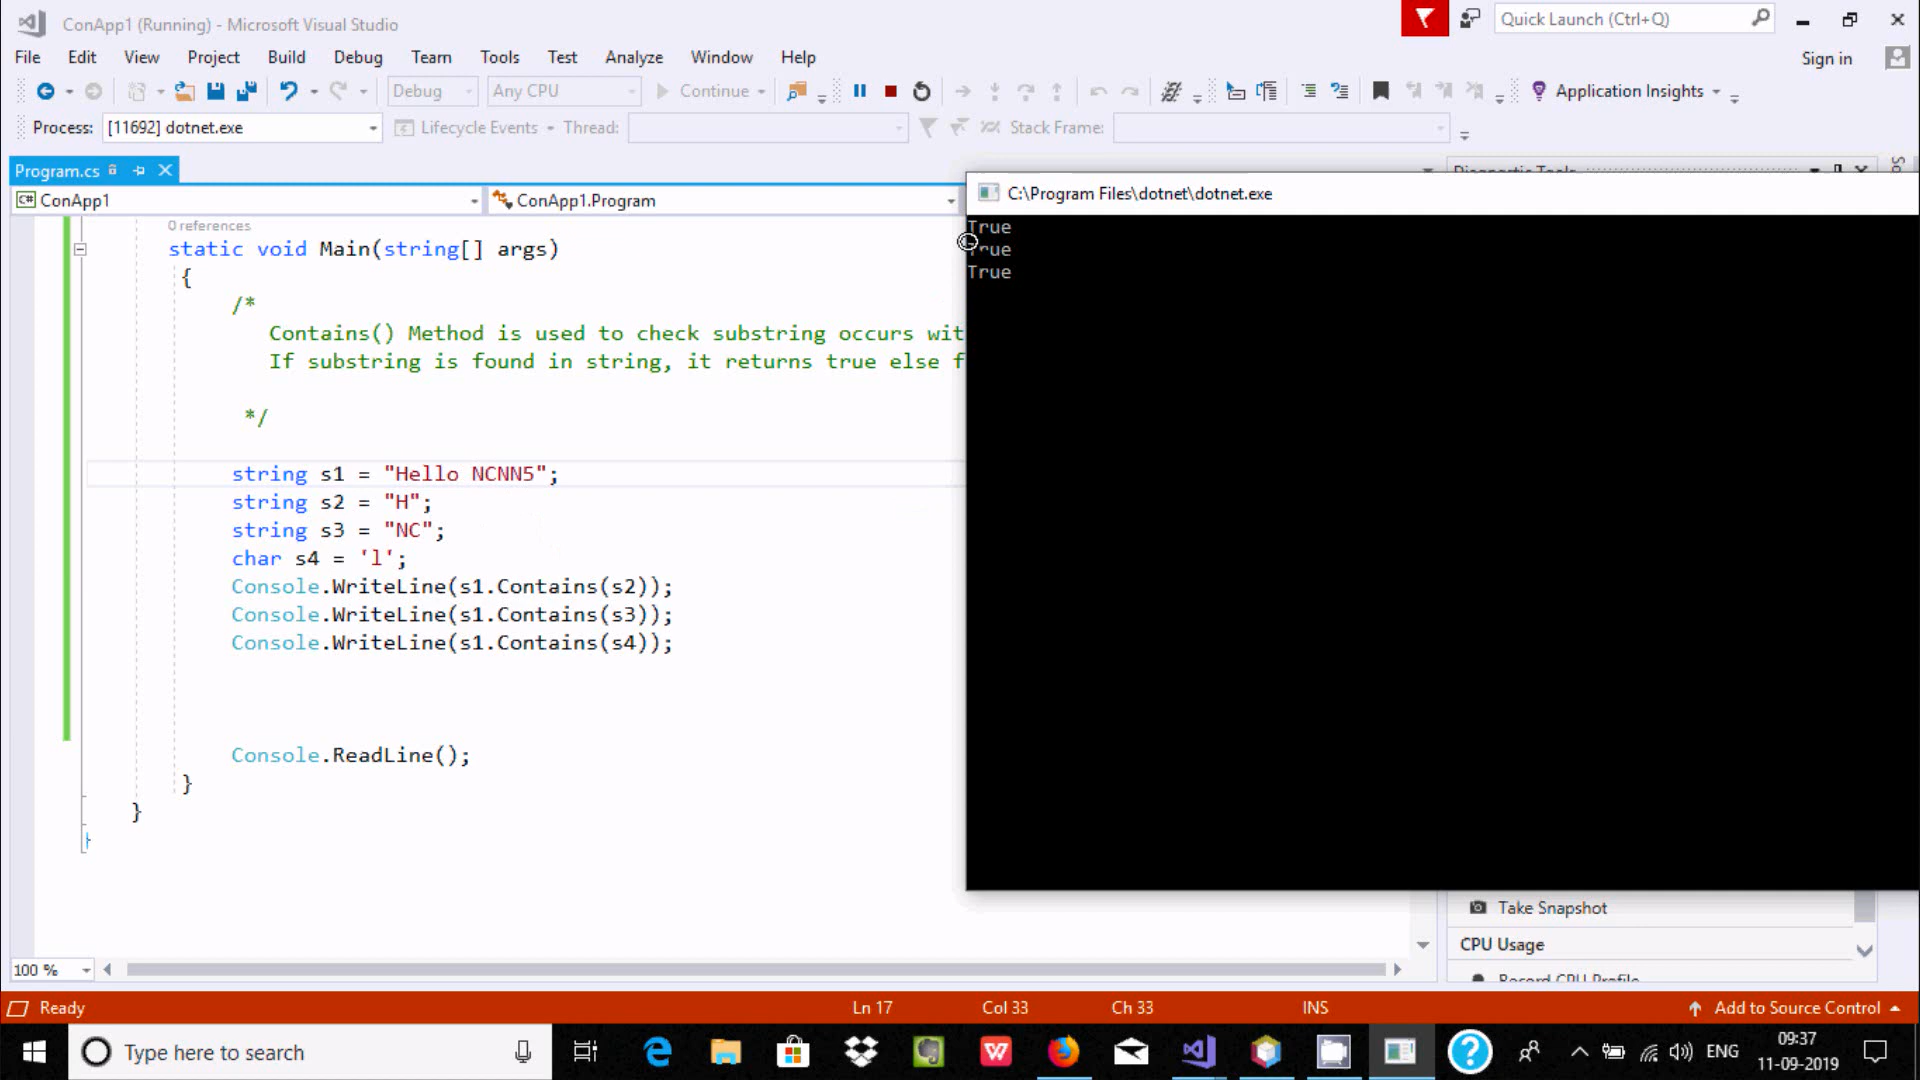 ConApp1 (Running) - Microsoft Visual Studio
Quick Launch (Ctrl+Q)
File Edit View Project Build Debug Team Tools Test Analyze Window Help
Sign in
Debug Any CPU Continue Application Insights
Process: [11692] dotnet.exe Lifecycle Events Thread: Stack Frame:
Program.cs
Diagnostic Tools
ConApp1 ConApp1.Program
C:\Program Files\dotnet\dotnet.exe
True
True
True
0 references
static void Main(string[] args)
{
/*
Contains() Method is used to check substring occurs wit
If substring is found in string, it returns true else f
*/
string s1 = "Hello NCNN5";
string s2 = "H";
string s3 = "NC";
char s4 = 'l';
Console.WriteLine(s1.Contains(s2));
Console.WriteLine(s1.Contains(s3));
Console.WriteLine(s1.Contains(s4));
Console.ReadLine();
}
}
}
Take Snapshot
CPU Usage
Record CPU Profile
100 %
Ready Ln 17 Col 33 Ch 33 INS Add to Source Control
Type here to search
ENG
09:37
11-09-2019